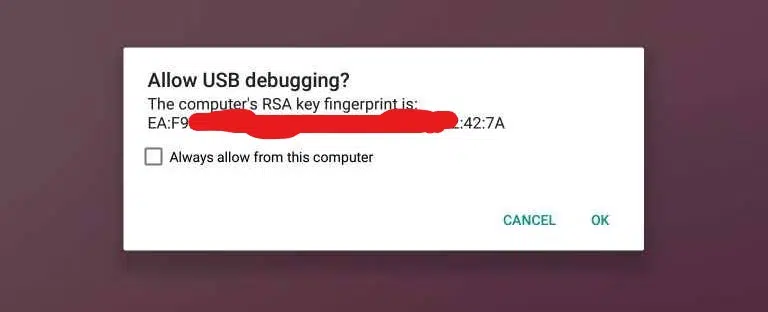 Allow USB debugging?
The computer's RSA key fingerprint is:
EA:F9 :42:7A
Always allow from this computer
CANCEL OK